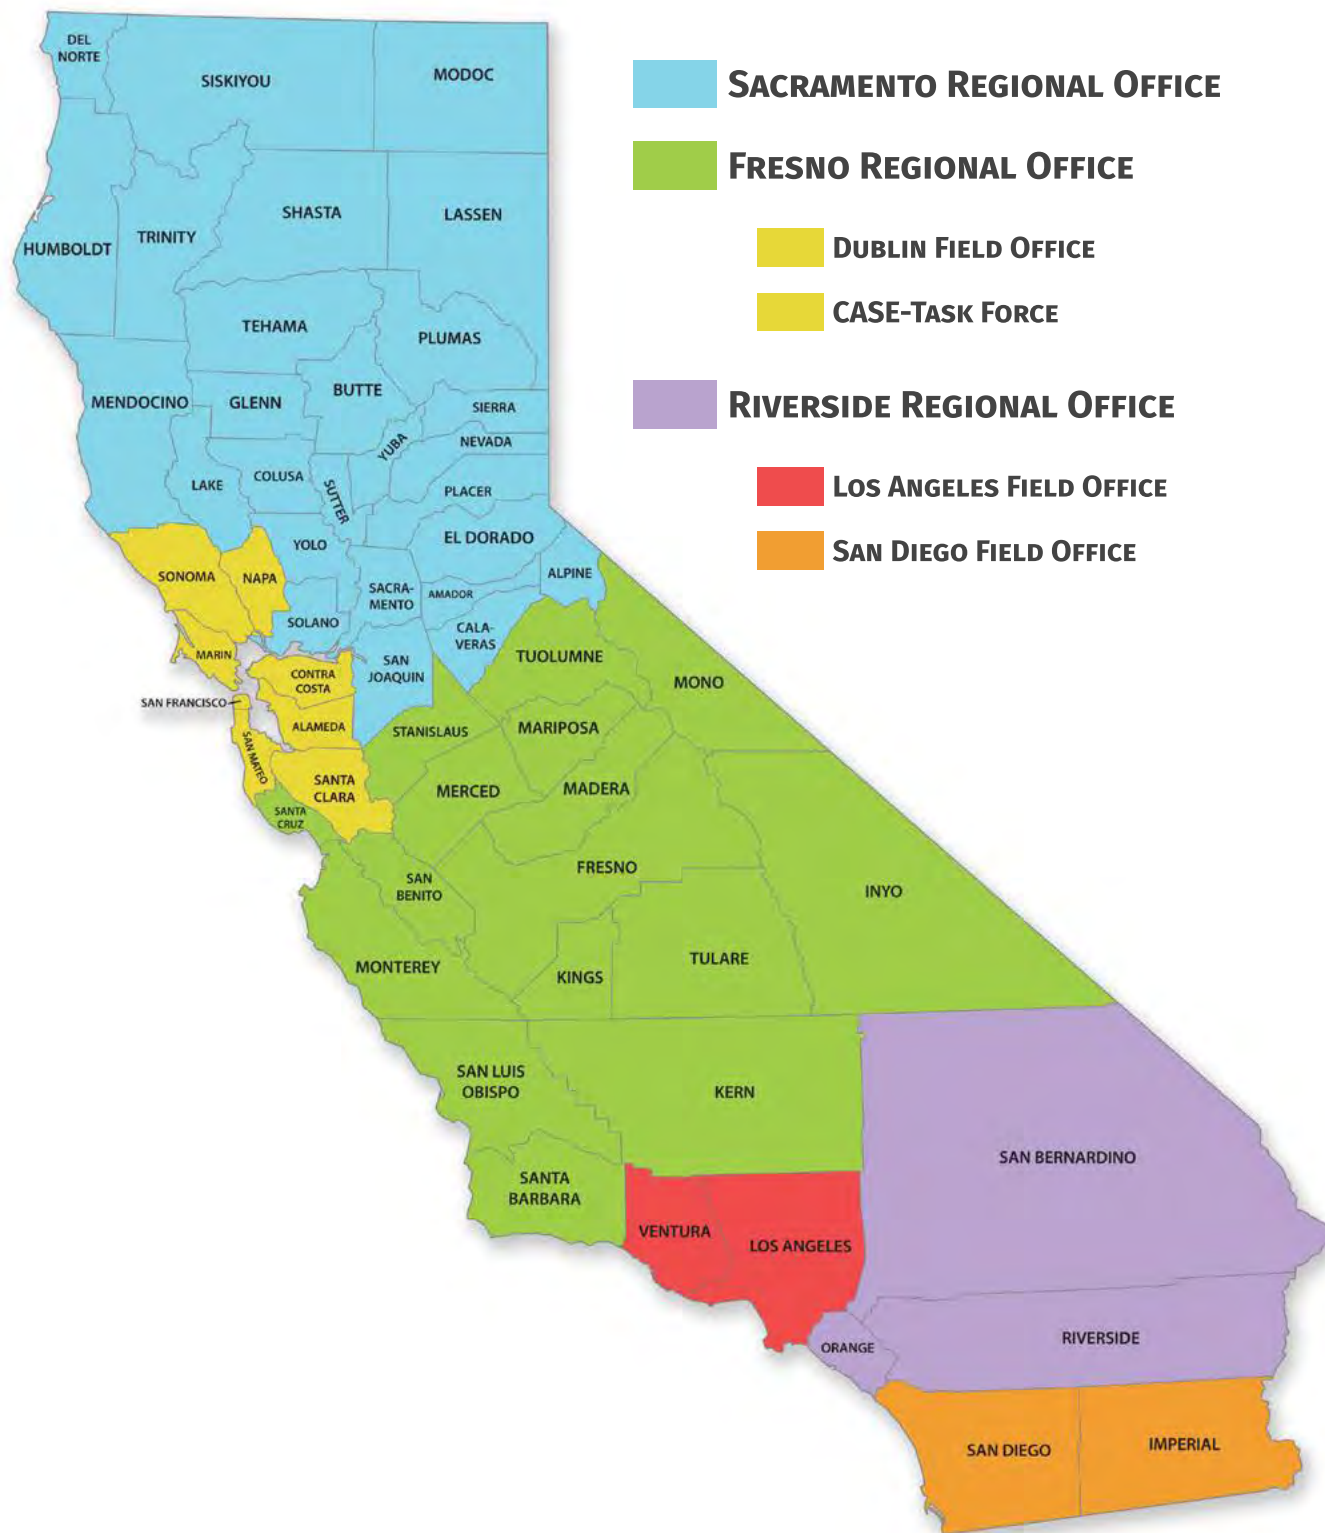 DEL
NORTE
SISKIYOU
MODOC
SACRAMENTO REGIONAL OFFICE
FRESNO REGIONAL OFFICE
DUBLIN FIELD OFFICE
CASE-TASK FORCE
RIVERSIDE REGIONAL OFFICE
LOS ANGELES FIELD OFFICE
SAN DIEGO FIELD OFFICE
HUMBOLDT
TRINITY
SHASTA
LASSEN
TEHAMA
PLUMAS
MENDOCINO
GLENN
BUTTE
SIERRA
YUBA
NEVADA
LAKE
COLUSA
SUTTER
PLACER
YOLO
EL DORADO
SONOMA
NAPA
SACRA-
MENTO
AMADOR
ALPINE
SOLANO
CALA-
VERAS
MARIN
CONTRA
COSTA
SAN
JOAQUIN
TUOLUMNE
MONO
SAN FRANCISCO
ALAMEDA
STANISLAUS
MARIPOSA
SAN MATEO
SANTA
CLARA
MERCED
MADERA
SANTA
CRUZ
SAN
BENITO
FRESNO
INYO
MONTEREY
KINGS
TULARE
SAN LUIS
OBISPO
KERN
SAN BERNARDINO
SANTA
BARBARA
VENTURA
LOS ANGELES
ORANGE
RIVERSIDE
SAN DIEGO
IMPERIAL